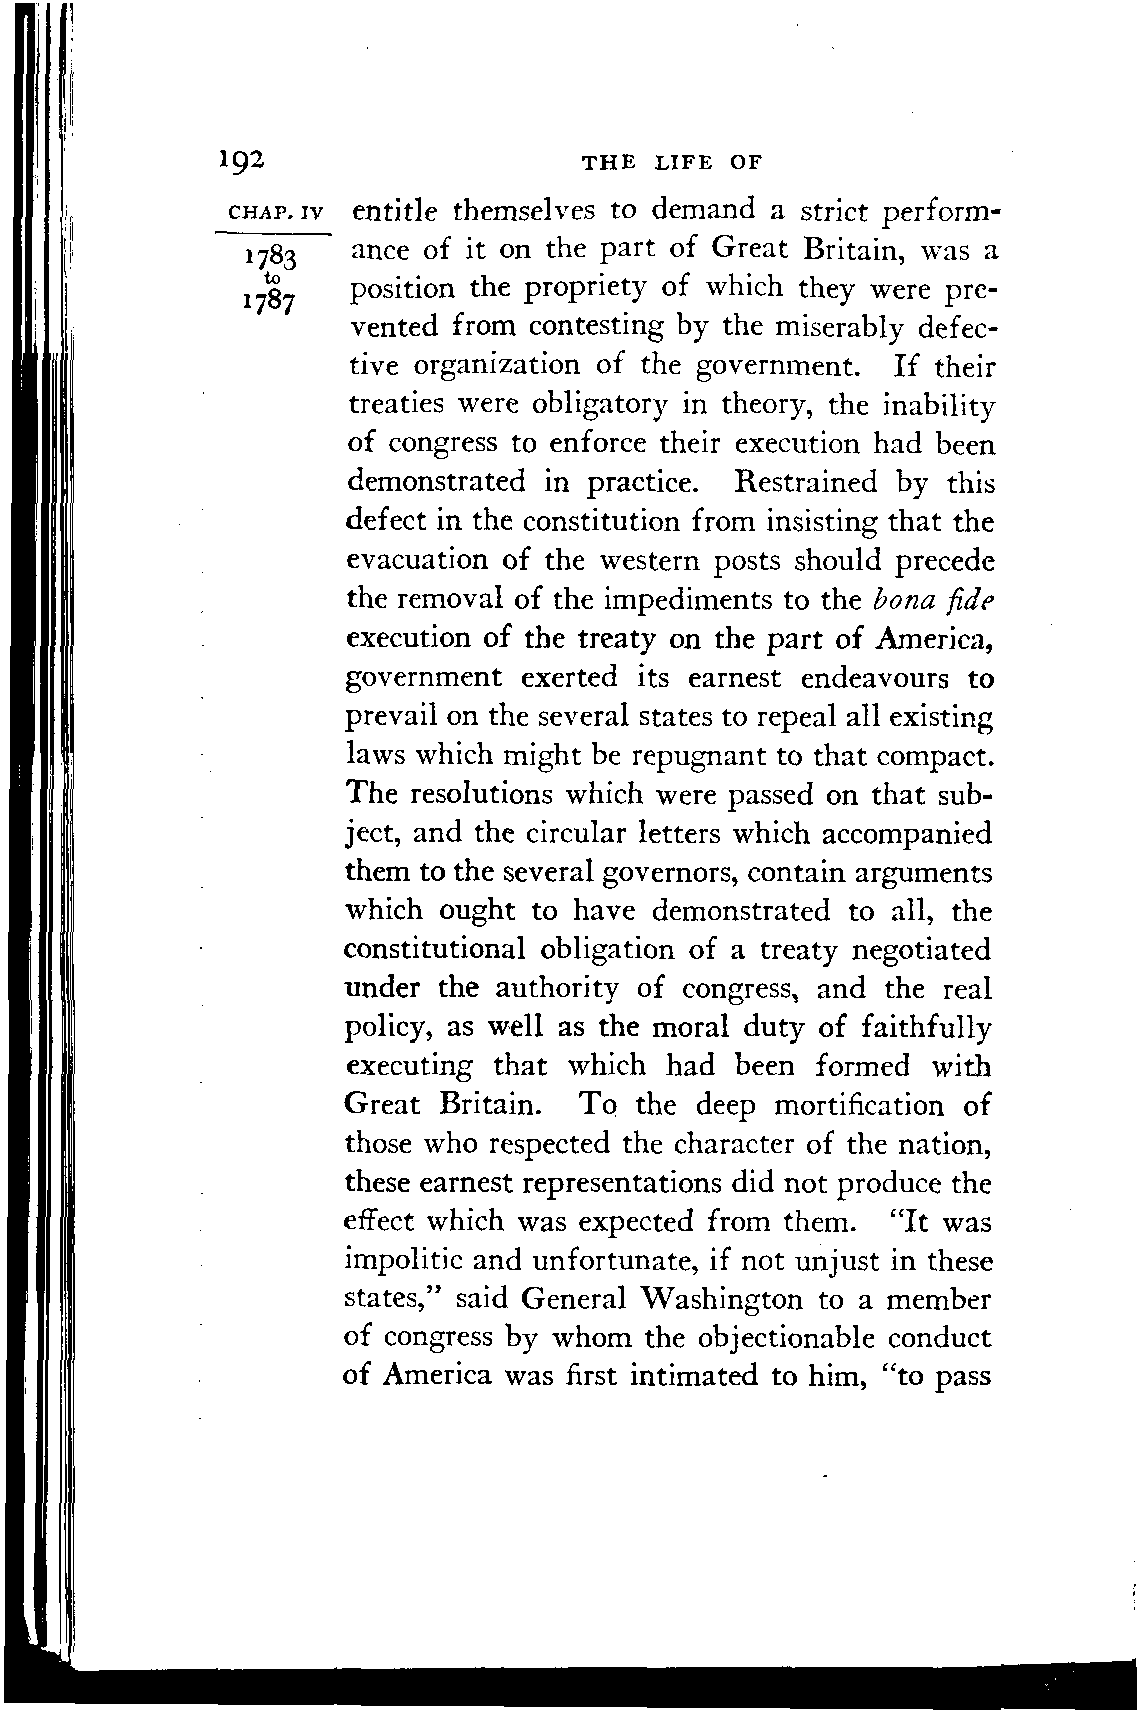 192
THE LIFE OF
CHAP. IV
1783
to
1787
entitle themselves to demand a strict perform-
ance of it on the part of Great Britain, was a
position the propriety of which they were pre-
vented from contesting by the miserably defec-
tive organization of the government. If their
treaties were obligatory in theory, the inability
of congress to enforce their execution had been
demonstrated in practice. Restrained by this
defect in the constitution from insisting that the
evacuation of the western posts should precede
the removal of the impediments to the bona fide
execution of the treaty on the part of America,
government exerted its earnest endeavours to
prevail on the several states to repeal all existing
laws which might be repugnant to that compact.
The resolutions which were passed on that sub-
ject, and the circular letters which accompanied
them to the several governors, contain arguments
which ought to have demonstrated to all, the
constitutional obligation of a treaty negotiated
under the authority of congress, and the real
policy, as well as the moral duty of faithfully
executing that which had been formed with
Great Britain. To the deep mortification of
those who respected the character of the nation,
these earnest representations did not produce the
effect which was expected from them. "It was
impolitic and unfortunate, if not unjust in these
states," said General Washington to a member
of congress by whom the objectionable conduct
of America was first intimated to him, "to pass